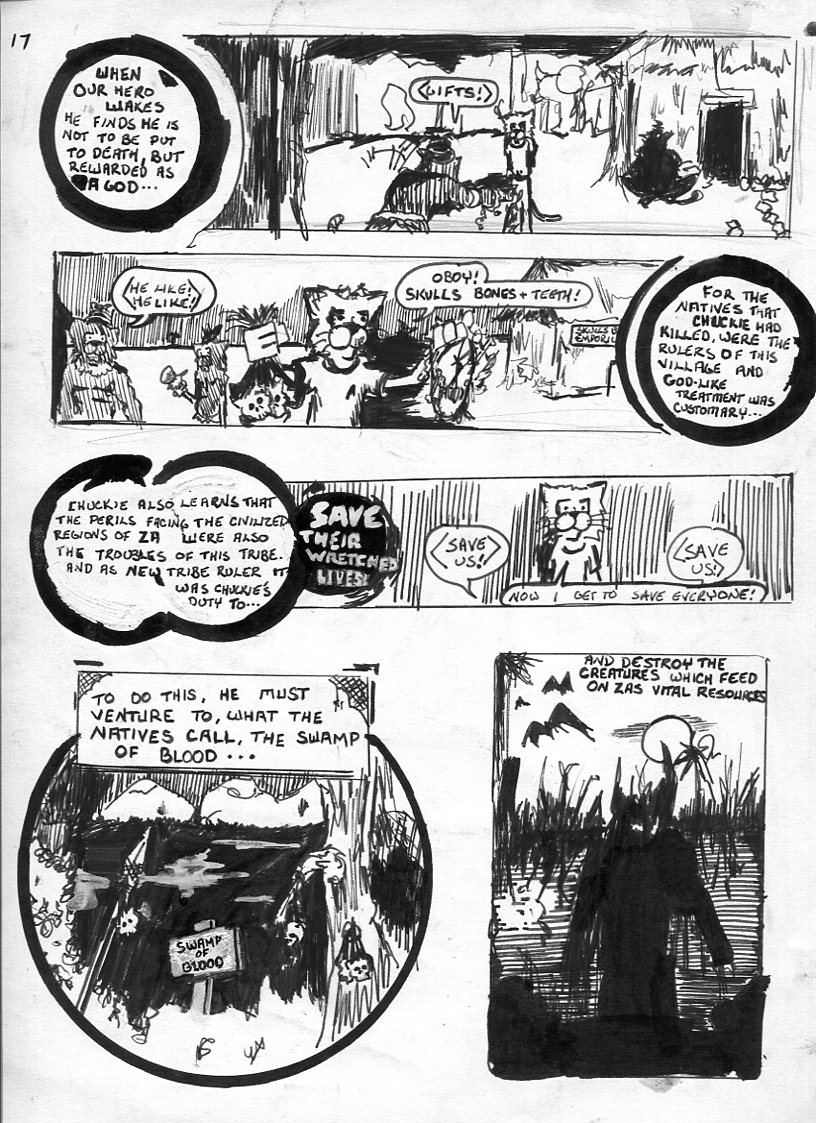 17
WHEN
OUR HERO
WAKES
HE FINDS HE IS
NOT TO BE PUT
TO DEATH, BUT
REWARDED AS
A GOD...
<GIFTS!>
<HE LIKE!
HE LIKE!>
OBOY!
SKULLS BONES + TEETH!
SKULLS
EMPORI
FOR THE
NATIVES THAT
CHUCKIE HAD
KILLED, WERE THE
RULERS OF THIS
VILLAGE AND
GOD-LIKE
TREATMENT WAS
CUSTOMARY...
CHUCKIE ALSO LEARNS THAT
THE PERILS FACING THE CIVILIZED
REGIONS OF ZA WERE ALSO
THE TROUBLES OF THIS TRIBE.
AND AS NEW TRIBE RULER IT
WAS CHUCKIE'S
DUTY TO...
SAVE
THEIR
WRETCHED
LIVES!
<SAVE
US!>
<SAVE
US!>
NOW I GET TO SAVE EVERYONE!
TO DO THIS, HE MUST
VENTURE TO, WHAT THE
NATIVES CALL, THE SWAMP
OF BLOOD...
SWAMP
OF
BLOOD
AND DESTROY THE
CREATURES WHICH FEED
ON ZAS VITAL RESOURCES